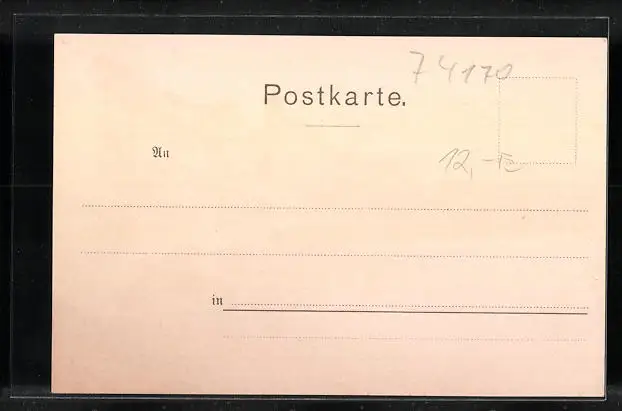 74170
Postkarte.
An
12,-
in